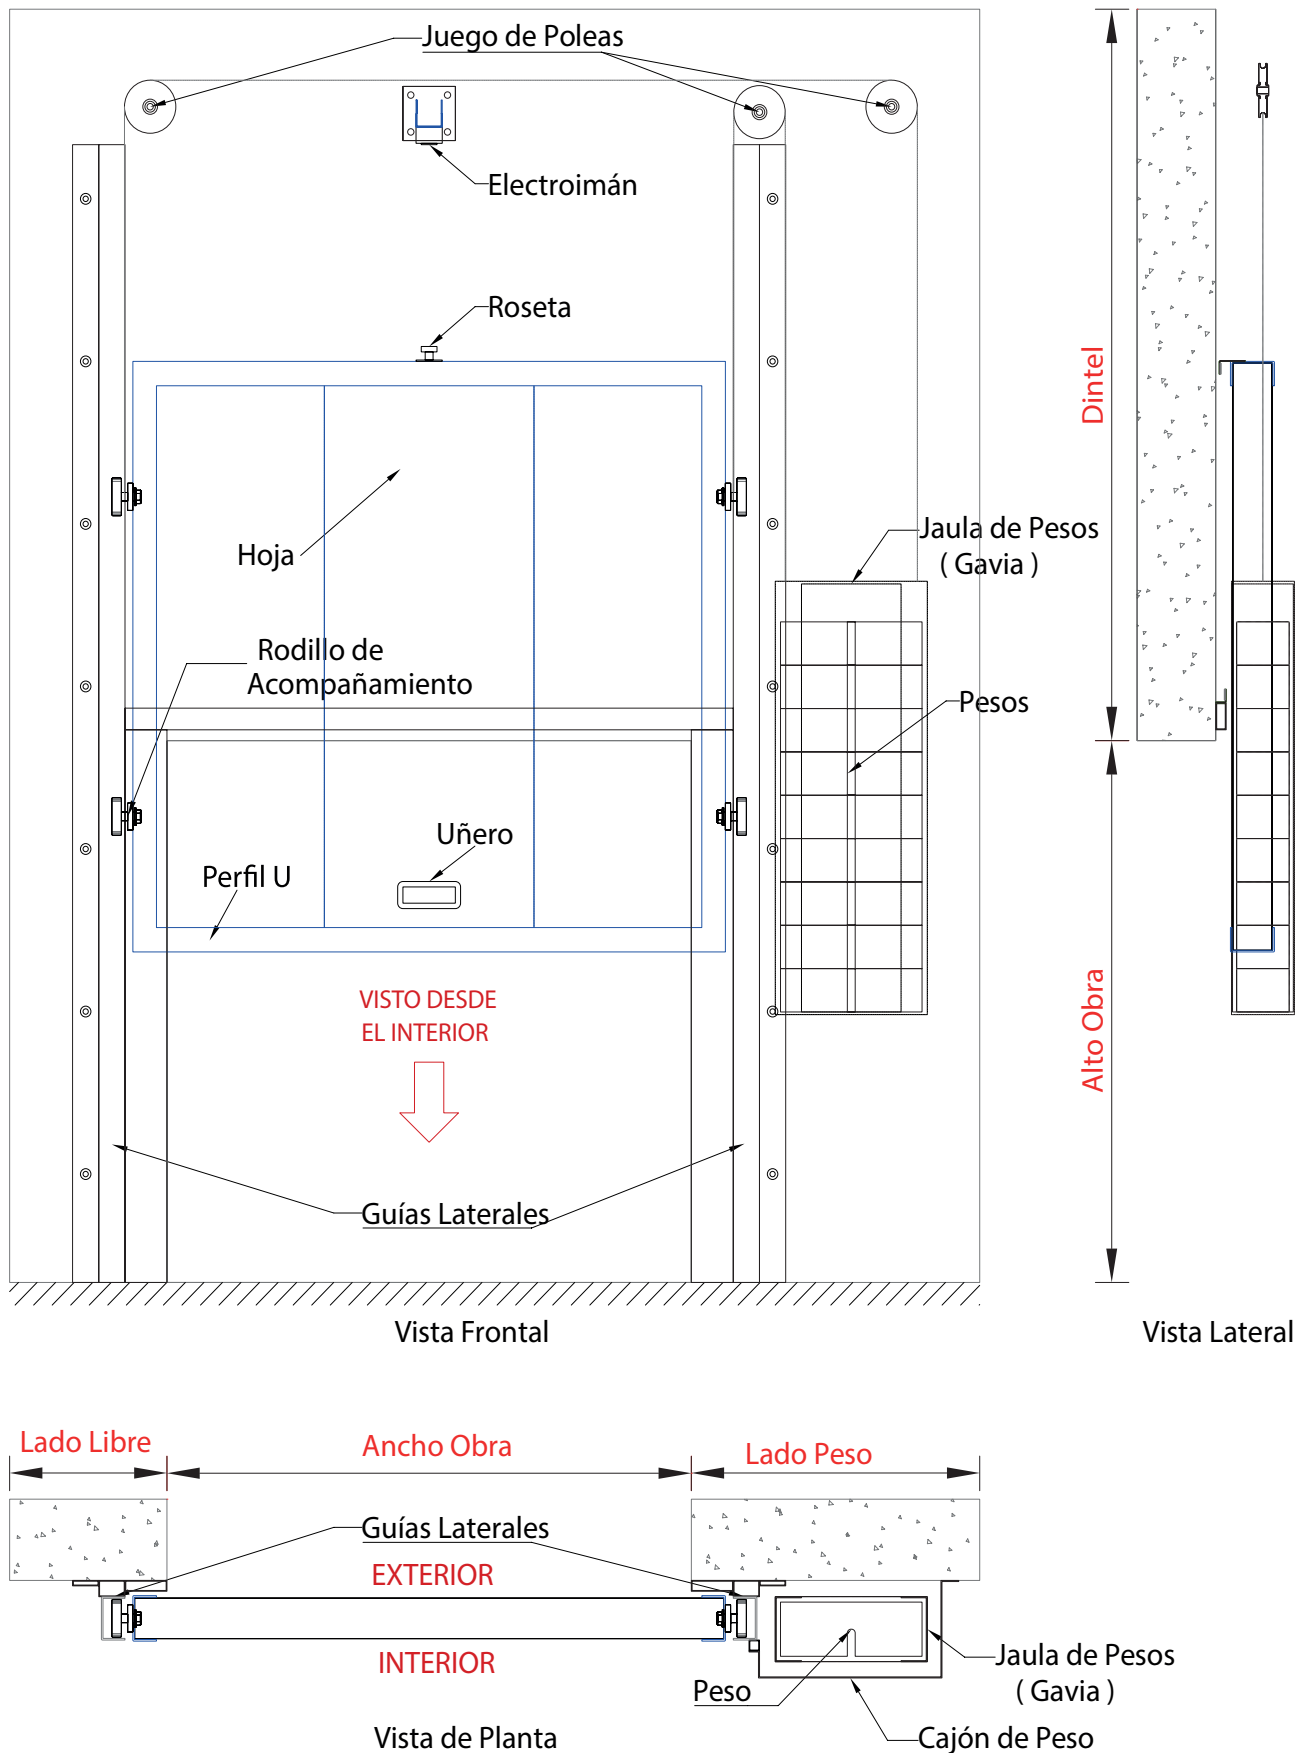 Juego de Poleas
Electroimán
Roseta
Dintel
Hoja
Jaula de Pesos
( Gavia )
Rodillo de
Acompañamiento
Pesos
Uñero
Perfil U
VISTO DESDE
EL INTERIOR
Alto Obra
Guías Laterales
Vista Frontal
Vista Lateral
Lado Libre
Ancho Obra
Lado Peso
Guías Laterales
EXTERIOR
INTERIOR
Jaula de Pesos
( Gavia )
Peso
Cajón de Peso
Vista de Planta